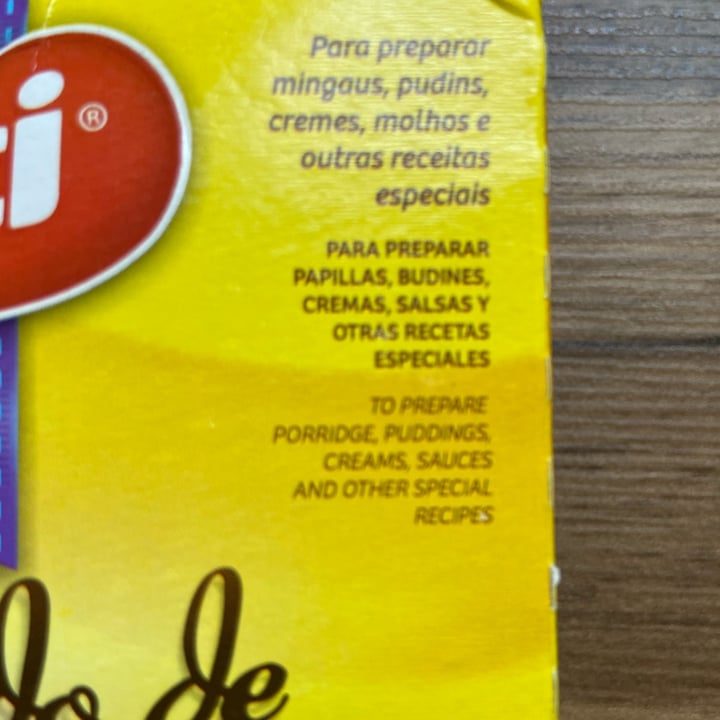 Para preparar
mingaus, pudins,
cremes, molhos e
outras receitas
especiais
PARA PREPARAR
PAPILLAS, BUDINES,
CREMAS, SALSAS Y
OTRAS RECETAS
ESPECIALES
TO PREPARE
PORRIDGE, PUDDINGS,
CREAMS, SAUCES
AND OTHER SPECIAL
RECIPES
de